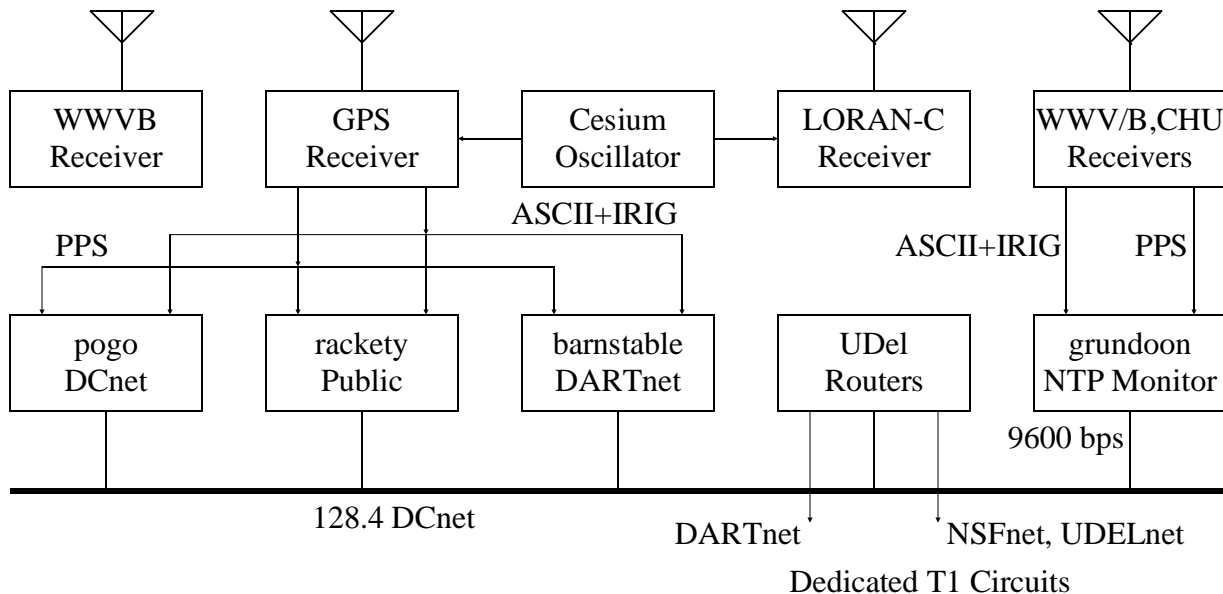 WWVB
Receiver
GPS
Receiver
Cesium
Oscillator
LORAN-C
Receiver
WWV/B,CHU
Receivers
ASCII+IRIG
PPS
ASCII+IRIG
PPS
pogo
DCnet
rackety
Public
barnstable
DARTnet
UDel
Routers
grundoon
NTP Monitor
9600 bps
128.4 DCnet
DARTnet
NSFnet, UDELnet
Dedicated T1 Circuits